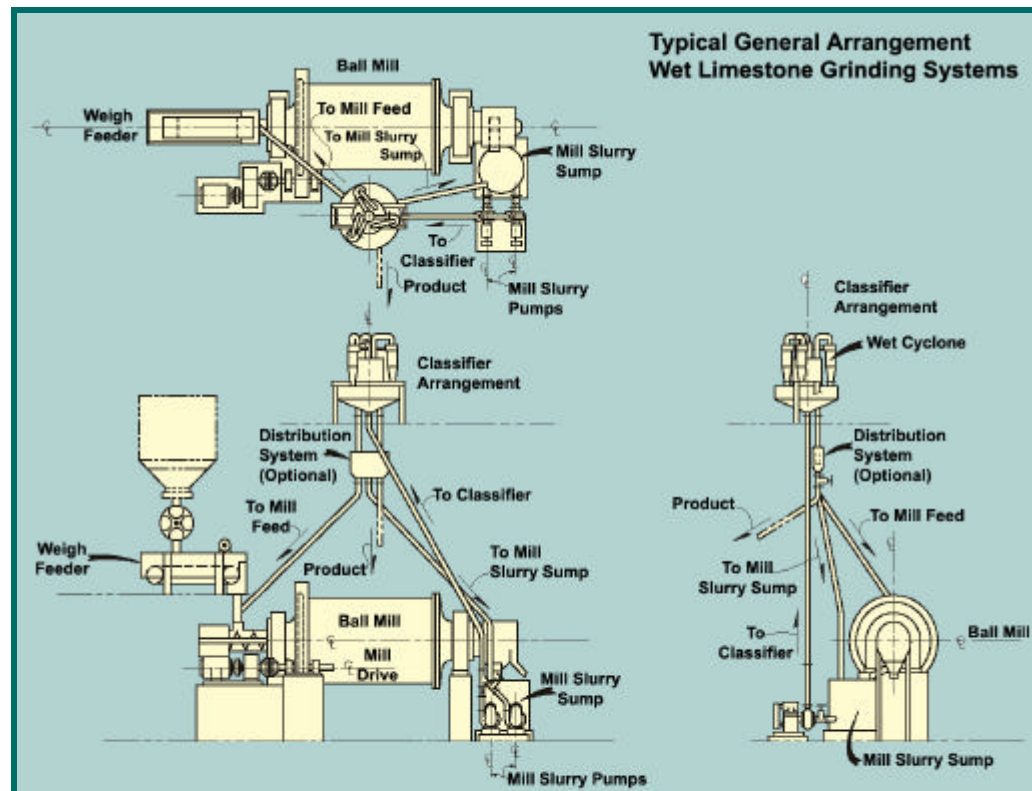 Typical General Arrangement
Wet Limestone Grinding Systems
Ball Mill
To Mill Feed
Weigh
Feeder
To Mill Slurry
Sump
Mill Slurry
Sump
To
Classifier
Product
Mill Slurry
Pumps
Classifier
Arrangement
Distribution
System
(Optional)
To Classifier
To Mill
Feed
Weigh
Feeder
Product
To Mill
Slurry Sump
Ball Mill
Mill
Drive
Mill Slurry
Sump
Mill Slurry Pumps
Classifier
Arrangement
Wet Cyclone
Distribution
System
(Optional)
Product
To Mill Feed
To Mill
Slurry Sump
Ball Mill
To
Classifier
Mill Slurry Sump